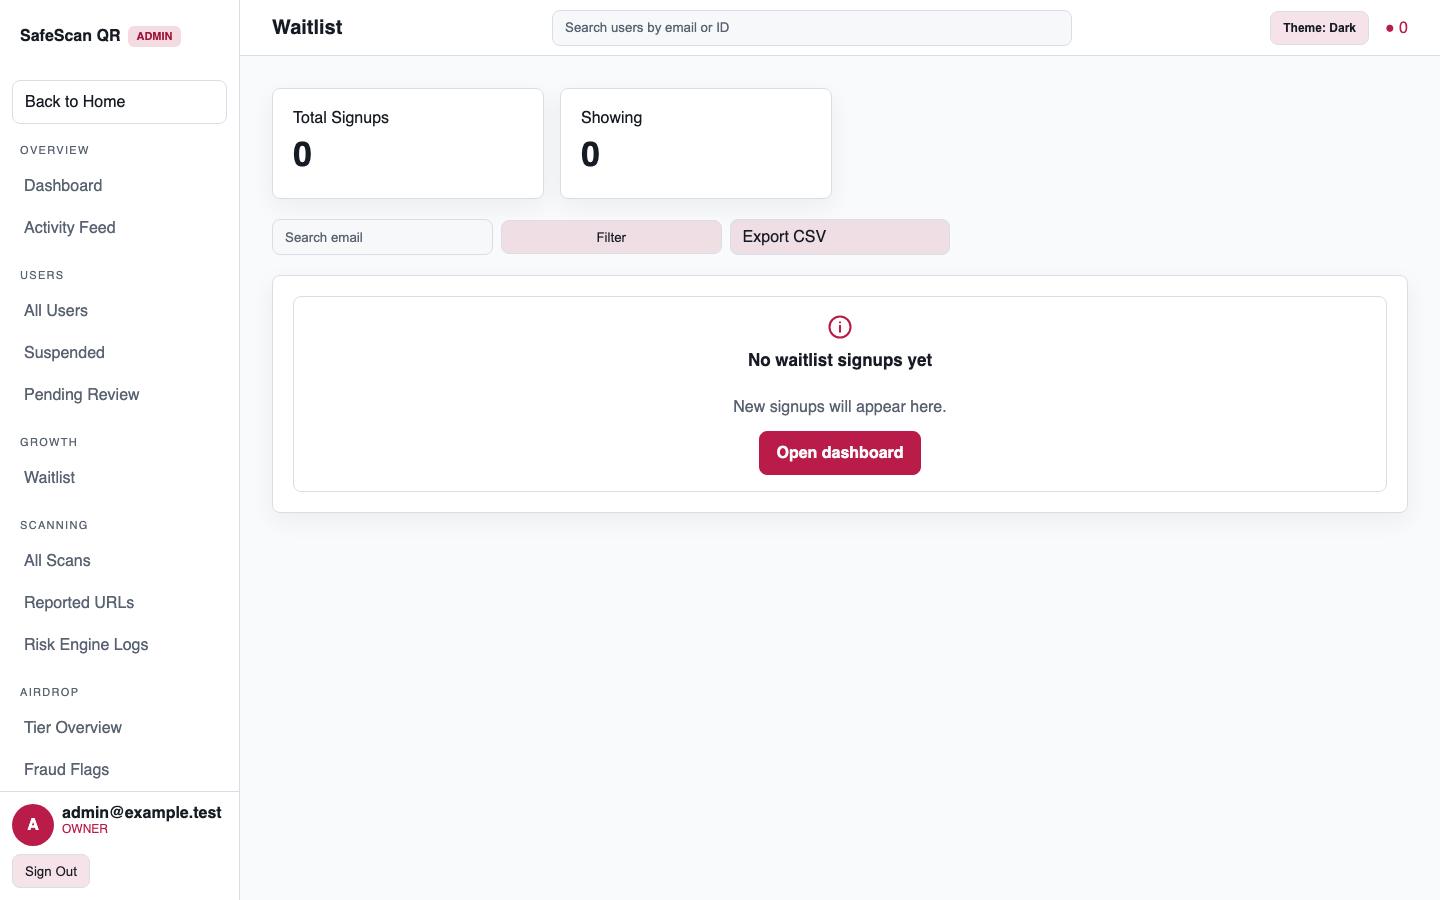 SafeScan QR ADMIN
Back to Home
OVERVIEW
Dashboard
Activity Feed
USERS
All Users
Suspended
Pending Review
GROWTH
Waitlist
SCANNING
All Scans
Reported URLs
Risk Engine Logs
AIRDROP
Tier Overview
Fraud Flags
A
admin@example.test
OWNER
Sign Out
Waitlist
Search users by email or ID
Theme: Dark
0
Total Signups
0
Showing
0
Search email
Filter
Export CSV
No waitlist signups yet
New signups will appear here.
Open dashboard